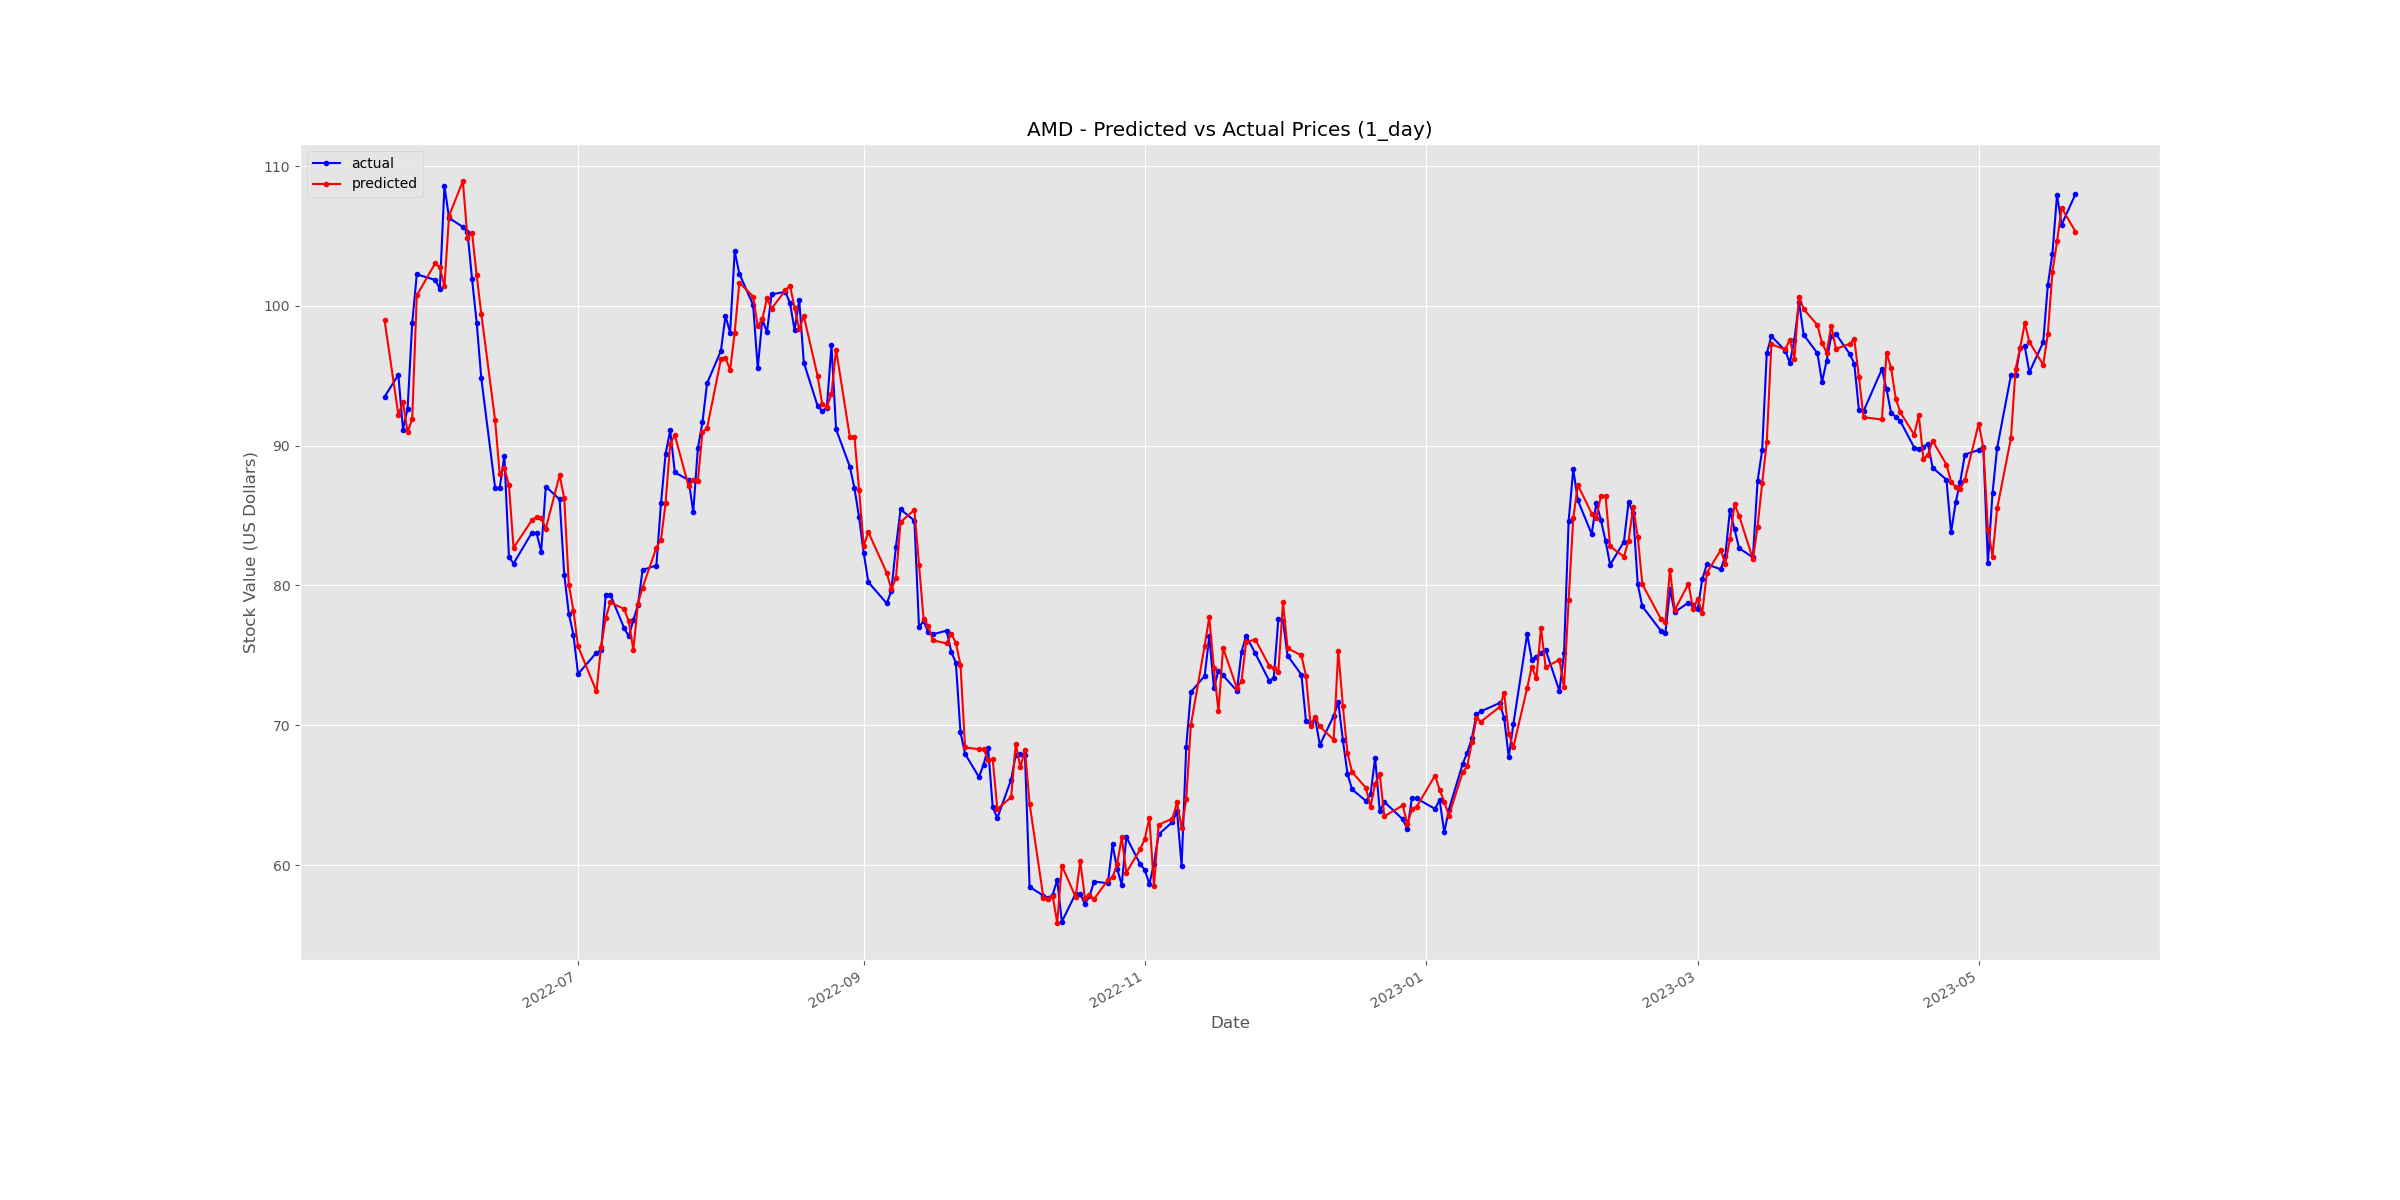 AMD - Predicted vs Actual Prices (1_day)
actual
predicted
110
100
90
80
70
60
Stock Value (US Dollars)
2022-07
2022-09
2022-11
2023-01
2023-03
2023-05
Date